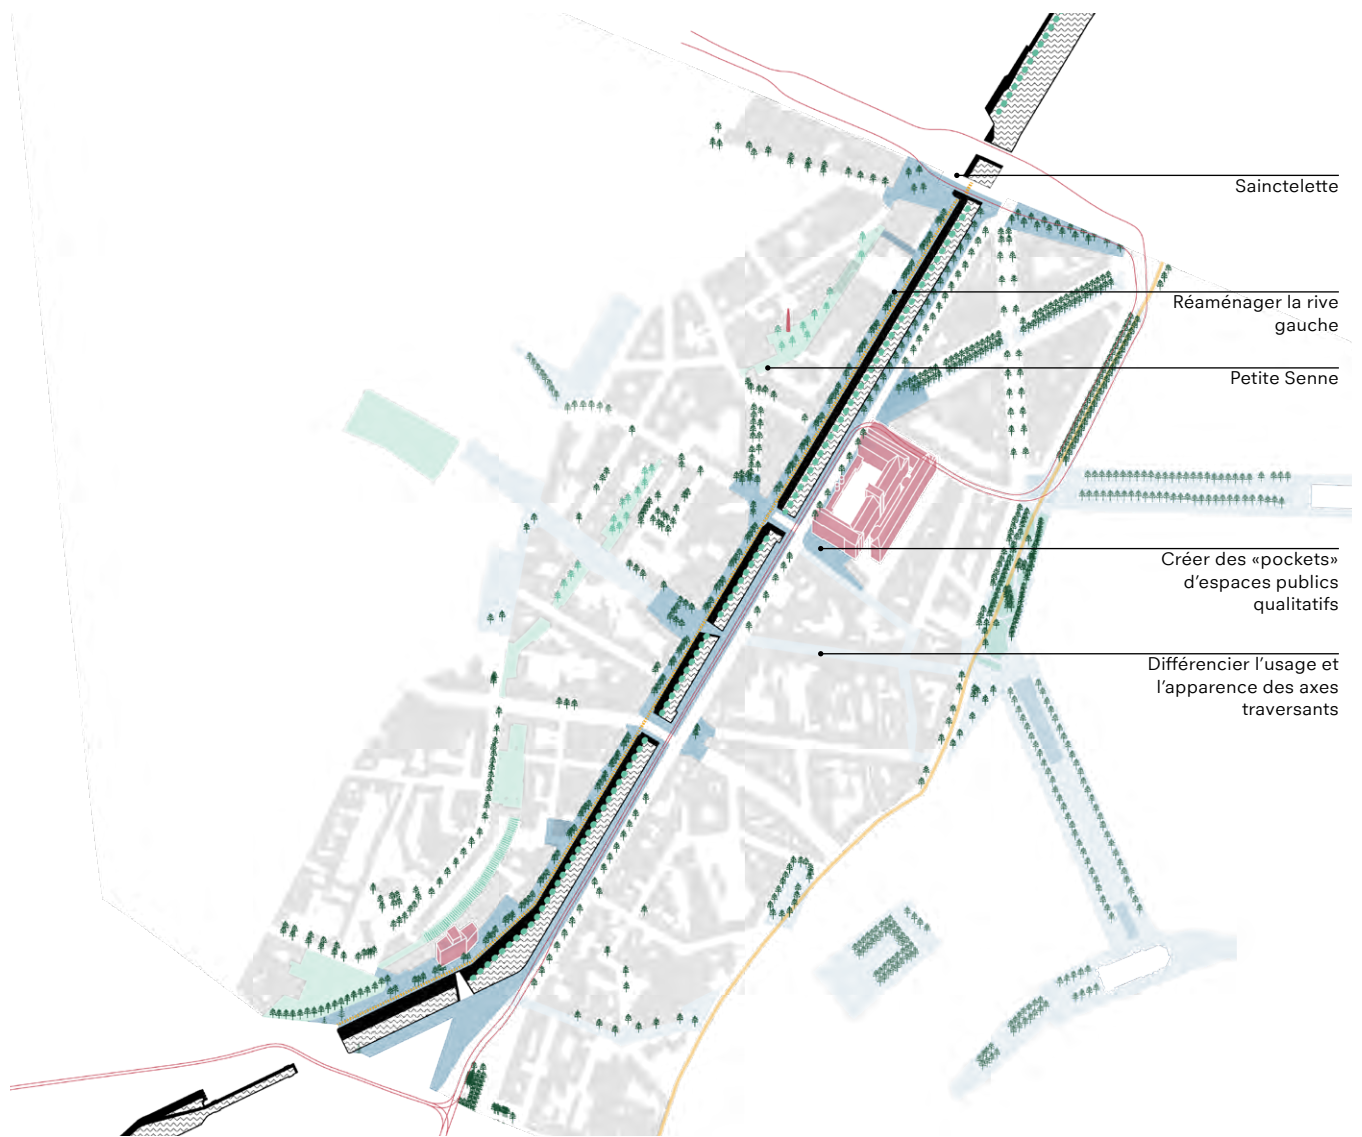 Sainctelette
Réaménager la rive
gauche
Petite Senne
Créer des «pockets»
d’espaces publics
qualitatifs
Différencier l’usage et
l’apparence des axes
traversants